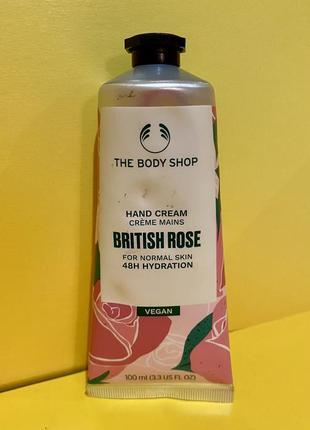 THE BODY SHOP
HAND CREAM
CRÈME MAINS
BRITISH ROSE
FOR NORMAL SKIN
48H HYDRATION
VEGAN
100 ml (3.3 US FL OZ)